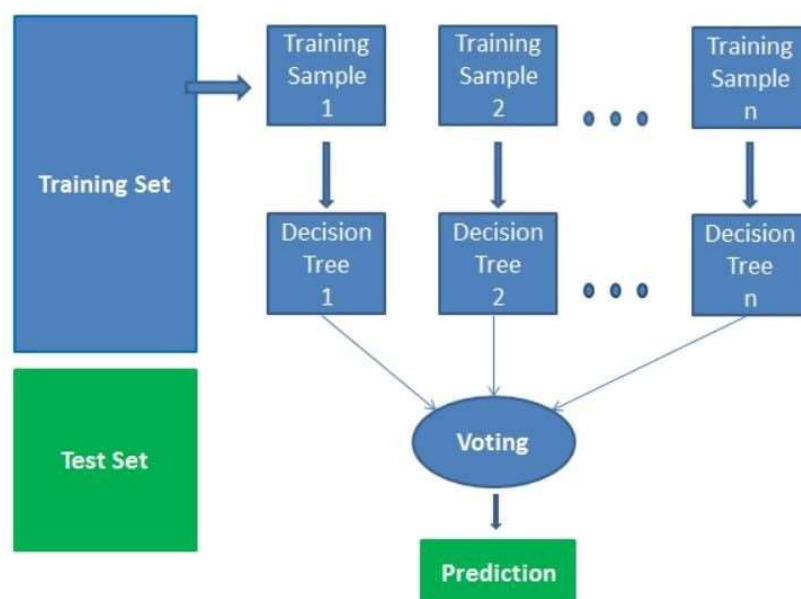 Training Set
Training
Sample
1
Training
Sample
2
Training
Sample
n
Decision
Tree
1
Decision
Tree
2
Decision
Tree
n
Test Set
Voting
Prediction